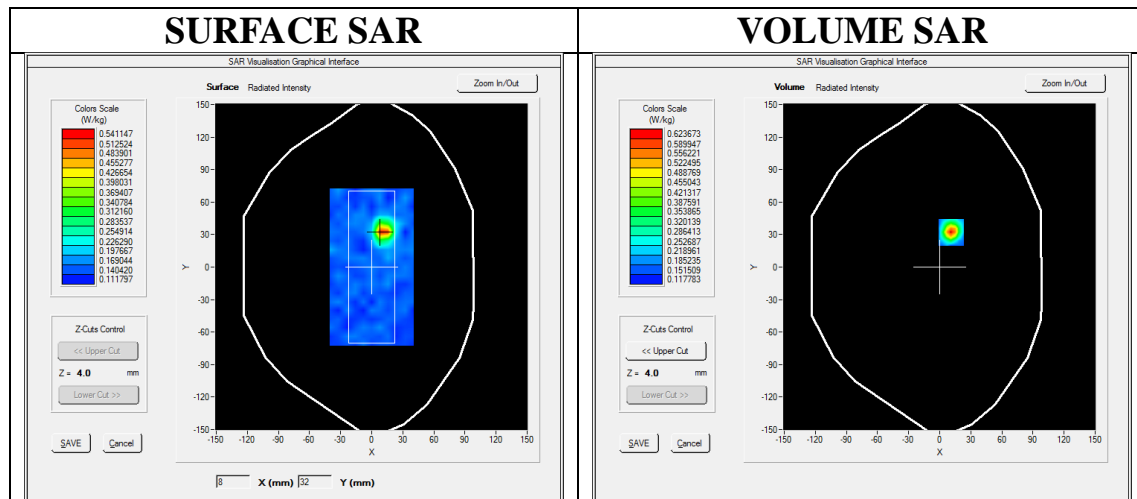 SURFACE SAR
SAR Visualisation Graphical Interface
Surface Radiated Intensity
Zoom In/Out
Colors Scale
(W/kg)
0.541147
0.512524
0.483901
0.455277
0.426654
0.398031
0.369407
0.340784
0.312160
0.283537
0.254914
0.226290
0.197667
0.169044
0.140420
0.111797
Z-Cuts Control
<< Upper Cut
Z = 4.0 mm
Lower Cut >>
SAVE Cancel
150
120
90
60
30
0
-30
-60
-90
-120
-150
Y
-150 -120 -90 -60 -30 0 30 60 90 120 150
X
8 X (mm) 32 Y (mm)
VOLUME SAR
SAR Visualisation Graphical Interface
Volume Radiated Intensity
Zoom In/Out
Colors Scale
(W/kg)
0.623673
0.589947
0.556221
0.522495
0.488769
0.455043
0.421317
0.387591
0.353865
0.320139
0.286413
0.252687
0.218961
0.185235
0.151509
0.117783
Z-Cuts Control
<< Upper Cut
Z = 4.0 mm
Lower Cut >>
SAVE Cancel
150
120
90
60
30
0
-30
-60
-90
-120
-150
Y
-150 -120 -90 -60 -30 0 30 60 90 120 150
X